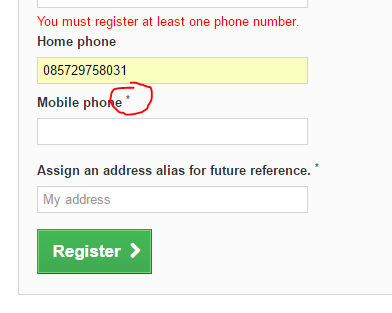 You must register at least one phone number.
Home phone
085729758031
Mobile phone *
Assign an address alias for future reference. *
My address
Register